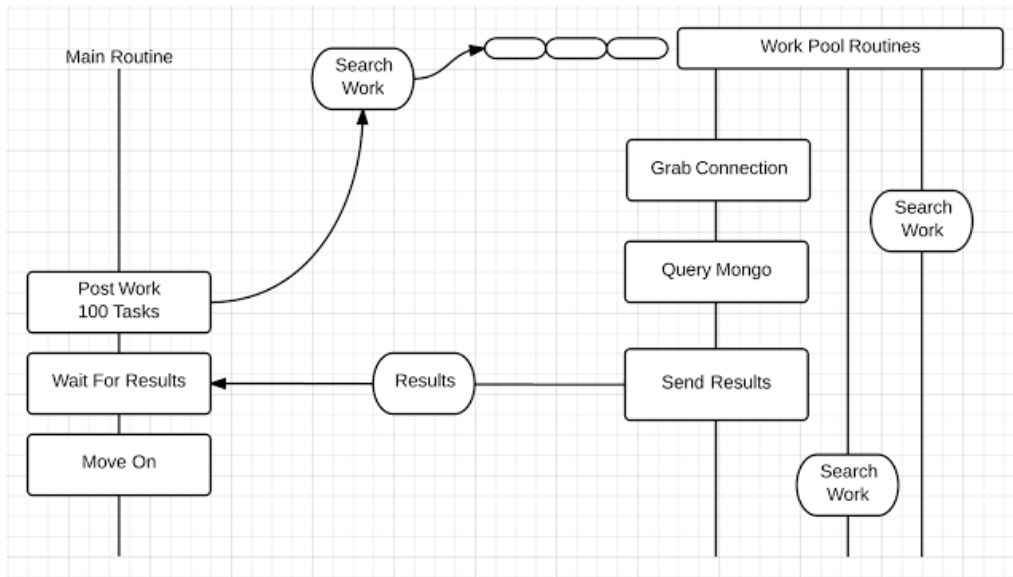 Main Routine
Search
Work
Work Pool Routines
Grab Connection
Search
Work
Query Mongo
Post Work
100 Tasks
Wait For Results
Results
Send Results
Move On
Search
Work